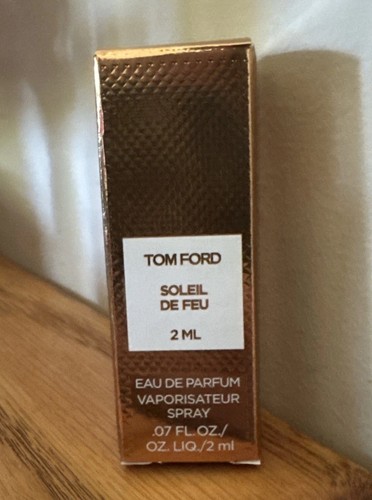 TOM FORD
SOLEIL
DE FEU
2 ML
EAU DE PARFUM
VAPORISATEUR
SPRAY
.07 FL.OZ./
OZ. LIQ./2 ml